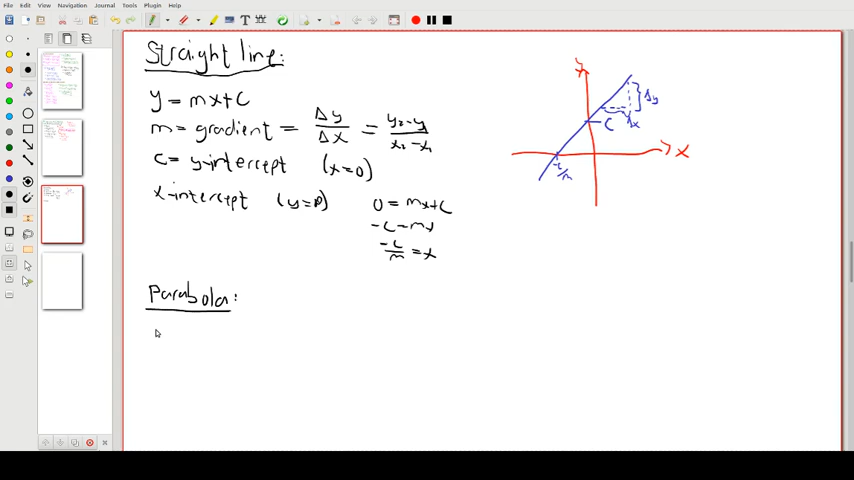 File Edit View Navigation Journal Tools Plugin Help
Straight line:
y = mx+C
m = gradient = Δy/Δx = y₂-y₁/x₂-x₁
C = y-intercept (x=0)
x-intercept (y=0)
0 = mx+C
-C = mx
-C/m = x
Parabola:
y
Δy
Δx
C
x
-C/m